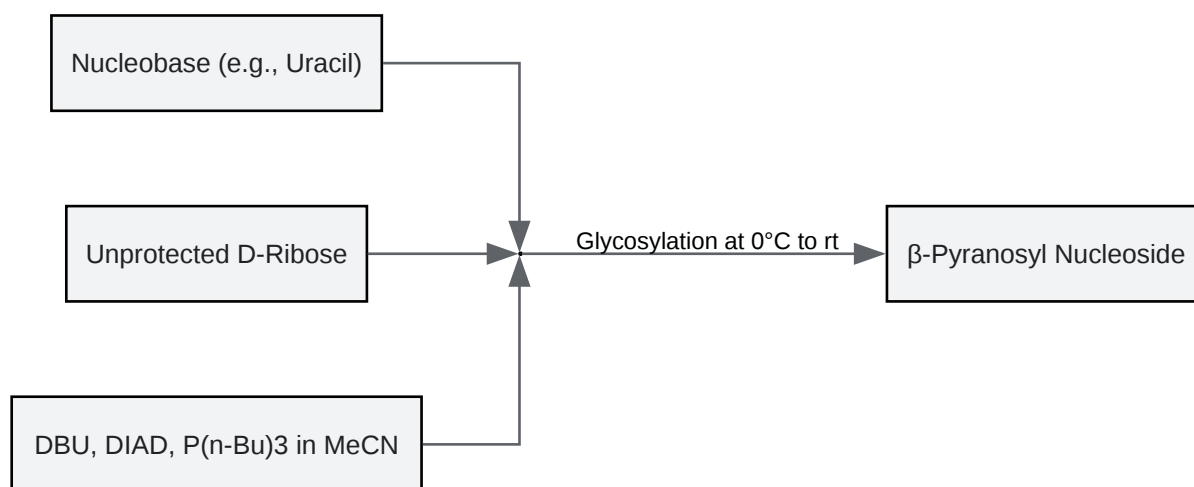 Nucleobase (e.g., Uracil)
Unprotected D-Ribose
Glycosylation at 0°C to rt
β-Pyranosyl Nucleoside
DBU, DIAD, P(n-Bu)3 in MeCN